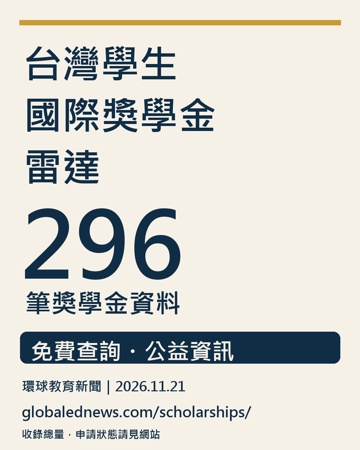 台灣學生
國際獎學金
雷達
296
筆獎學金資料
免費查詢・公益資訊
環球教育新聞 | 2026.11.21
globalednews.com/scholarships/
收錄總量・申請狀態請見網站